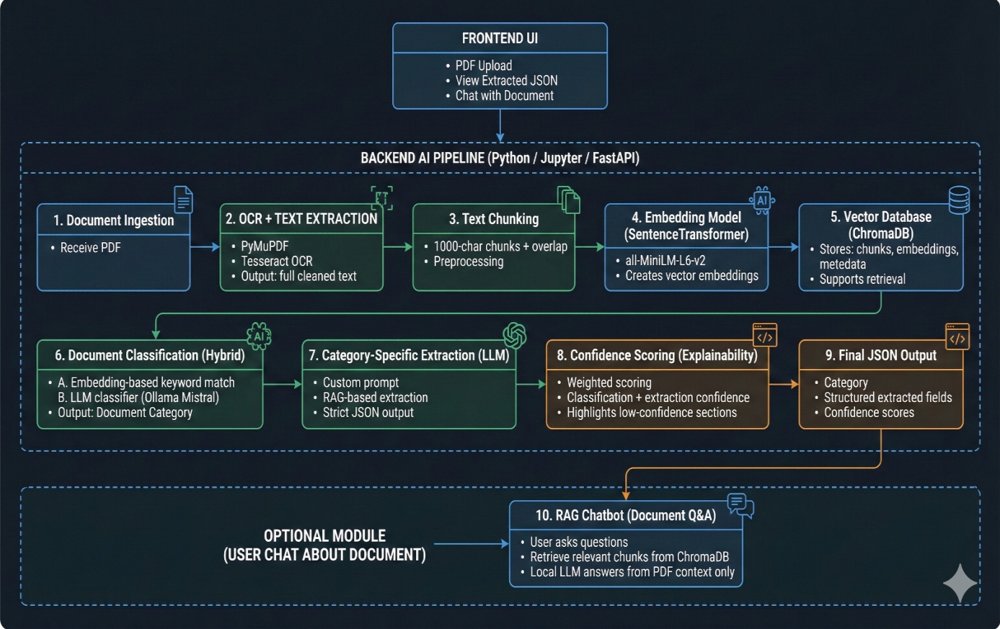 FRONTEND UI
• PDF Upload
• View Extracted JSON
• Chat with Document
BACKEND AI PIPELINE (Python / Jupyter / FastAPI)
1. Document Ingestion
• Receive PDF
2. OCR + TEXT EXTRACTION
• PyMuPDF
• Tesseract OCR
• Output: full cleaned text
3. Text Chunking
• 1000-char chunks + overlap
• Preprocessing
AI
4. Embedding Model
(SentenceTransformer)
• all-MiniLM-L6-v2
• Creates vector embeddings
5. Vector Database
(ChromaDB)
• Stores: chunks, embeddings,
metedata
• Supports retrieval
AI
6. Document Classification (Hybrid)
• A. Embedding-based keyword match
B. LLM classifier (Ollama Mistral)
• Output: Document Category
7. Category-Specific Extraction (LLM)
• Custom prompt
• RAG-based extraction
• Strict JSON output
</>
8. Confidence Scoring (Explainability)
• Weighted scoring
• Classification + extraction confidence
• Highlights low-confidence sections
</>
9. Final JSON Output
• Category
• Structured extracted fields
• Confidence scores
OPTIONAL MODULE
(USER CHAT ABOUT DOCUMENT)
10. RAG Chatbot (Document Q&A)
• User asks questions
• Retrieve relevant chunks from ChromaDB
• Local LLM answers from PDF context only